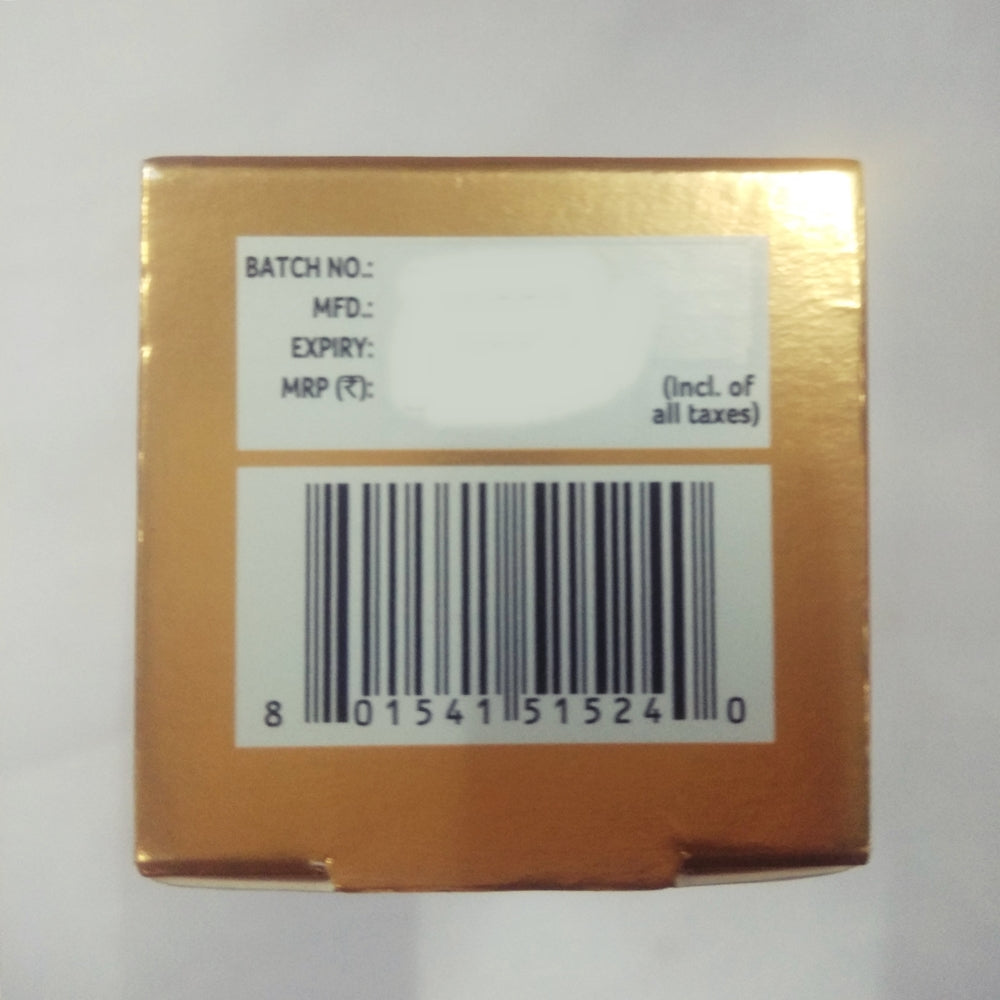 BATCH NO.:
MFD.:
EXPIRY:
MRP (₹):
(Incl. of
all taxes)
8 01541 51524 0